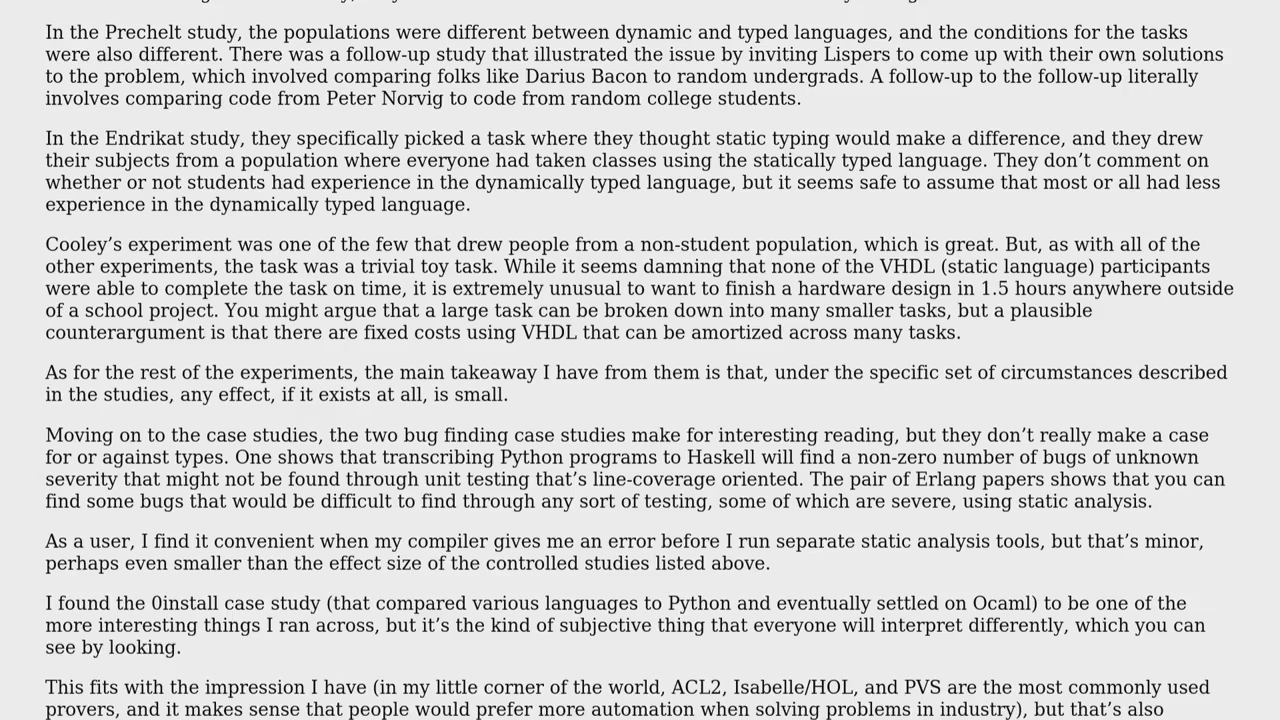 In the Prechelt study, the populations were different between dynamic and typed languages, and the conditions for the tasks
were also different. There was a follow-up study that illustrated the issue by inviting Lispers to come up with their own solutions
to the problem, which involved comparing folks like Darius Bacon to random undergrads. A follow-up to the follow-up literally
involves comparing code from Peter Norvig to code from random college students.
In the Endrikat study, they specifically picked a task where they thought static typing would make a difference, and they drew
their subjects from a population where everyone had taken classes using the statically typed language. They don’t comment on
whether or not students had experience in the dynamically typed language, but it seems safe to assume that most or all had less
experience in the dynamically typed language.
Cooley’s experiment was one of the few that drew people from a non-student population, which is great. But, as with all of the
other experiments, the task was a trivial toy task. While it seems damning that none of the VHDL (static language) participants
were able to complete the task on time, it is extremely unusual to want to finish a hardware design in 1.5 hours anywhere outside
of a school project. You might argue that a large task can be broken down into many smaller tasks, but a plausible
counterargument is that there are fixed costs using VHDL that can be amortized across many tasks.
As for the rest of the experiments, the main takeaway I have from them is that, under the specific set of circumstances described
in the studies, any effect, if it exists at all, is small.
Moving on to the case studies, the two bug finding case studies make for interesting reading, but they don’t really make a case
for or against types. One shows that transcribing Python programs to Haskell will find a non-zero number of bugs of unknown
severity that might not be found through unit testing that’s line-coverage oriented. The pair of Erlang papers shows that you can
find some bugs that would be difficult to find through any sort of testing, some of which are severe, using static analysis.
As a user, I find it convenient when my compiler gives me an error before I run separate static analysis tools, but that’s minor,
perhaps even smaller than the effect size of the controlled studies listed above.
I found the 0install case study (that compared various languages to Python and eventually settled on Ocaml) to be one of the
more interesting things I ran across, but it’s the kind of subjective thing that everyone will interpret differently, which you can
see by looking.
This fits with the impression I have (in my little corner of the world, ACL2, Isabelle/HOL, and PVS are the most commonly used
provers, and it makes sense that people would prefer more automation when solving problems in industry), but that’s also